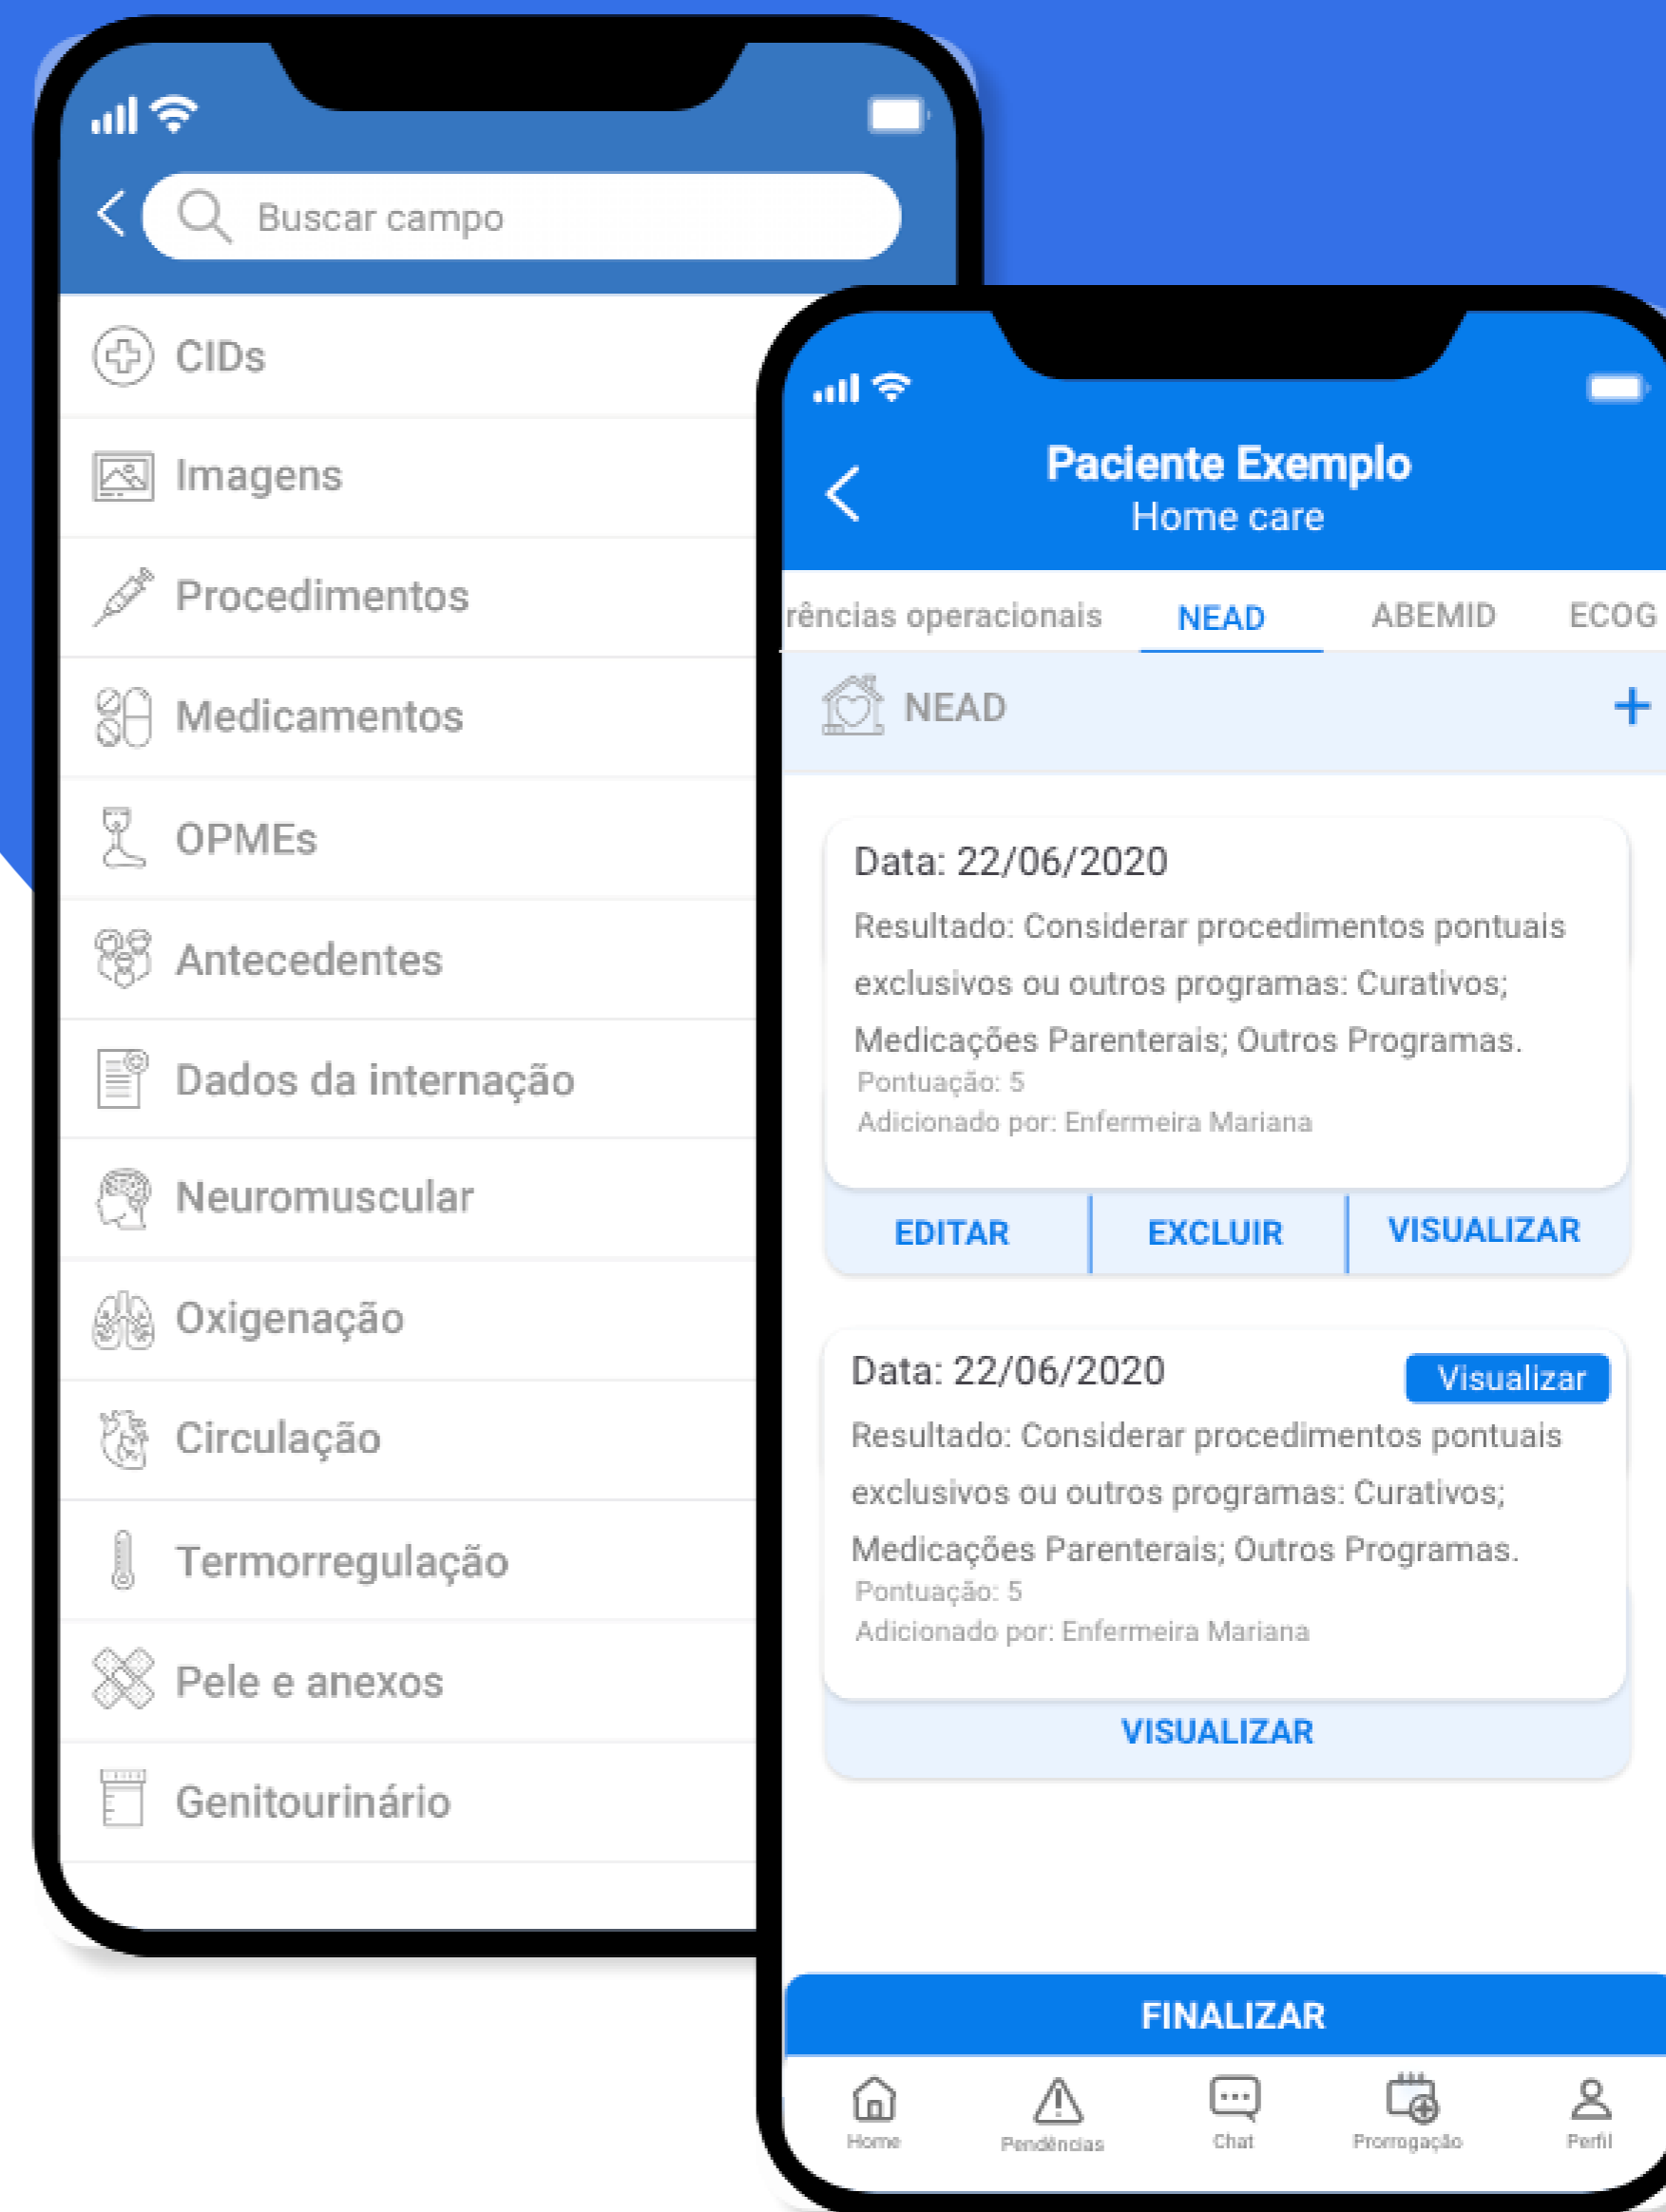 Buscar campo
CIDs
Imagens
Procedimentos
Medicamentos
OPMEs
Antecedentes
Dados da internação
Neuromuscular
Oxigenação
Circulação
Termorregulação
Pele e anexos
Genitourinário
Paciente Exemplo
Home care
rências operacionais NEAD ABEMID ECOG
NEAD +
Data: 22/06/2020
Resultado: Considerar procedimentos pontuais
exclusivos ou outros programas: Curativos;
Medicações Parenterais; Outros Programas.
Pontuação: 5
Adicionado por: Enfermeira Mariana
EDITAR EXCLUIR VISUALIZAR
Data: 22/06/2020 Visualizar
Resultado: Considerar procedimentos pontuais
exclusivos ou outros programas: Curativos;
Medicações Parenterais; Outros Programas.
Pontuação: 5
Adicionado por: Enfermeira Mariana
VISUALIZAR
FINALIZAR
Home Pendências Chat Prorrogação Perfil